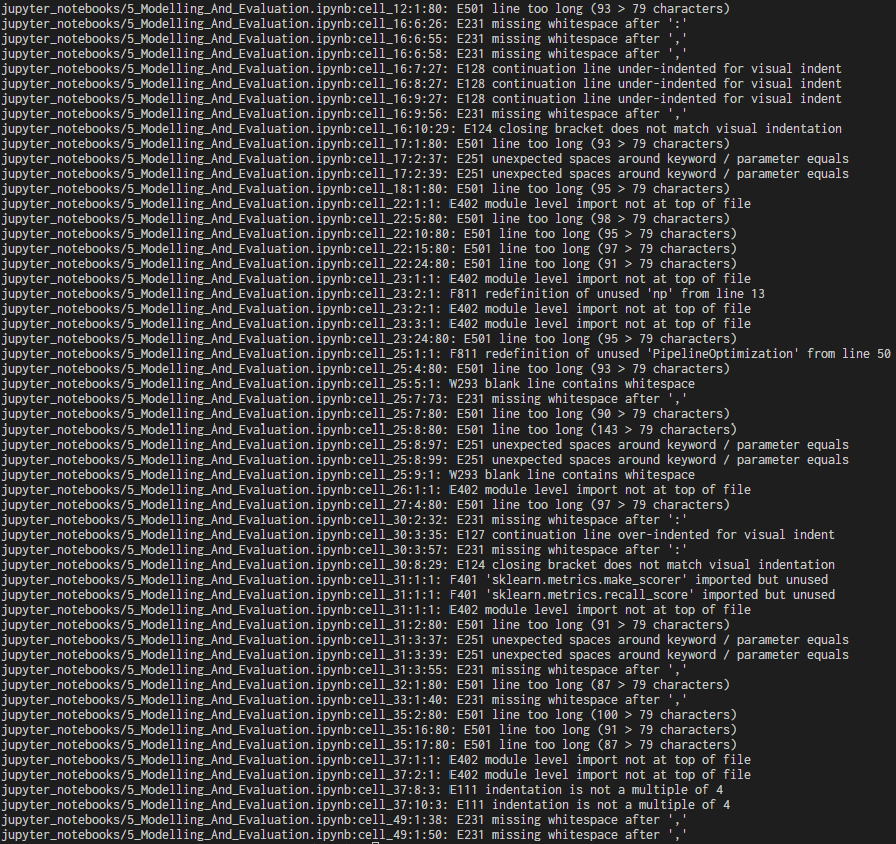 jupyter_notebooks/5_Modelling_And_Evaluation.ipynb:cell_12:1:80: E501 line too long (93 > 79 characters)
jupyter_notebooks/5_Modelling_And_Evaluation.ipynb:cell_16:6:26: E231 missing whitespace after ':'
jupyter_notebooks/5_Modelling_And_Evaluation.ipynb:cell_16:6:55: E231 missing whitespace after ','
jupyter_notebooks/5_Modelling_And_Evaluation.ipynb:cell_16:6:58: E231 missing whitespace after ','
jupyter_notebooks/5_Modelling_And_Evaluation.ipynb:cell_16:7:27: E128 continuation line under-indented for visual indent
jupyter_notebooks/5_Modelling_And_Evaluation.ipynb:cell_16:8:27: E128 continuation line under-indented for visual indent
jupyter_notebooks/5_Modelling_And_Evaluation.ipynb:cell_16:9:27: E128 continuation line under-indented for visual indent
jupyter_notebooks/5_Modelling_And_Evaluation.ipynb:cell_16:9:56: E231 missing whitespace after ','
jupyter_notebooks/5_Modelling_And_Evaluation.ipynb:cell_16:10:29: E124 closing bracket does not match visual indentation
jupyter_notebooks/5_Modelling_And_Evaluation.ipynb:cell_17:1:80: E501 line too long (93 > 79 characters)
jupyter_notebooks/5_Modelling_And_Evaluation.ipynb:cell_17:2:37: E251 unexpected spaces around keyword / parameter equals
jupyter_notebooks/5_Modelling_And_Evaluation.ipynb:cell_17:2:39: E251 unexpected spaces around keyword / parameter equals
jupyter_notebooks/5_Modelling_And_Evaluation.ipynb:cell_18:1:80: E501 line too long (95 > 79 characters)
jupyter_notebooks/5_Modelling_And_Evaluation.ipynb:cell_22:1:1: E402 module level import not at top of file
jupyter_notebooks/5_Modelling_And_Evaluation.ipynb:cell_22:5:80: E501 line too long (98 > 79 characters)
jupyter_notebooks/5_Modelling_And_Evaluation.ipynb:cell_22:10:80: E501 line too long (95 > 79 characters)
jupyter_notebooks/5_Modelling_And_Evaluation.ipynb:cell_22:15:80: E501 line too long (97 > 79 characters)
jupyter_notebooks/5_Modelling_And_Evaluation.ipynb:cell_22:24:80: E501 line too long (91 > 79 characters)
jupyter_notebooks/5_Modelling_And_Evaluation.ipynb:cell_23:1:1: E402 module level import not at top of file
jupyter_notebooks/5_Modelling_And_Evaluation.ipynb:cell_23:2:1: F811 redefinition of unused 'np' from line 13
jupyter_notebooks/5_Modelling_And_Evaluation.ipynb:cell_23:2:1: E402 module level import not at top of file
jupyter_notebooks/5_Modelling_And_Evaluation.ipynb:cell_23:3:1: E402 module level import not at top of file
jupyter_notebooks/5_Modelling_And_Evaluation.ipynb:cell_23:24:80: E501 line too long (95 > 79 characters)
jupyter_notebooks/5_Modelling_And_Evaluation.ipynb:cell_25:1:1: F811 redefinition of unused 'PipelineOptimization' from line 50
jupyter_notebooks/5_Modelling_And_Evaluation.ipynb:cell_25:4:80: E501 line too long (93 > 79 characters)
jupyter_notebooks/5_Modelling_And_Evaluation.ipynb:cell_25:5:1: W293 blank line contains whitespace
jupyter_notebooks/5_Modelling_And_Evaluation.ipynb:cell_25:7:73: E231 missing whitespace after ','
jupyter_notebooks/5_Modelling_And_Evaluation.ipynb:cell_25:7:80: E501 line too long (90 > 79 characters)
jupyter_notebooks/5_Modelling_And_Evaluation.ipynb:cell_25:8:80: E501 line too long (143 > 79 characters)
jupyter_notebooks/5_Modelling_And_Evaluation.ipynb:cell_25:8:97: E251 unexpected spaces around keyword / parameter equals
jupyter_notebooks/5_Modelling_And_Evaluation.ipynb:cell_25:8:99: E251 unexpected spaces around keyword / parameter equals
jupyter_notebooks/5_Modelling_And_Evaluation.ipynb:cell_25:9:1: W293 blank line contains whitespace
jupyter_notebooks/5_Modelling_And_Evaluation.ipynb:cell_26:1:1: E402 module level import not at top of file
jupyter_notebooks/5_Modelling_And_Evaluation.ipynb:cell_27:4:80: E501 line too long (97 > 79 characters)
jupyter_notebooks/5_Modelling_And_Evaluation.ipynb:cell_30:2:32: E231 missing whitespace after ':'
jupyter_notebooks/5_Modelling_And_Evaluation.ipynb:cell_30:3:35: E127 continuation line over-indented for visual indent
jupyter_notebooks/5_Modelling_And_Evaluation.ipynb:cell_30:3:57: E231 missing whitespace after ':'
jupyter_notebooks/5_Modelling_And_Evaluation.ipynb:cell_30:8:29: E124 closing bracket does not match visual indentation
jupyter_notebooks/5_Modelling_And_Evaluation.ipynb:cell_31:1:1: F401 'sklearn.metrics.make_scorer' imported but unused
jupyter_notebooks/5_Modelling_And_Evaluation.ipynb:cell_31:1:1: F401 'sklearn.metrics.recall_score' imported but unused
jupyter_notebooks/5_Modelling_And_Evaluation.ipynb:cell_31:1:1: E402 module level import not at top of file
jupyter_notebooks/5_Modelling_And_Evaluation.ipynb:cell_31:2:80: E501 line too long (91 > 79 characters)
jupyter_notebooks/5_Modelling_And_Evaluation.ipynb:cell_31:3:37: E251 unexpected spaces around keyword / parameter equals
jupyter_notebooks/5_Modelling_And_Evaluation.ipynb:cell_31:3:39: E251 unexpected spaces around keyword / parameter equals
jupyter_notebooks/5_Modelling_And_Evaluation.ipynb:cell_31:3:55: E231 missing whitespace after ','
jupyter_notebooks/5_Modelling_And_Evaluation.ipynb:cell_32:1:80: E501 line too long (87 > 79 characters)
jupyter_notebooks/5_Modelling_And_Evaluation.ipynb:cell_33:1:40: E231 missing whitespace after ','
jupyter_notebooks/5_Modelling_And_Evaluation.ipynb:cell_35:2:80: E501 line too long (100 > 79 characters)
jupyter_notebooks/5_Modelling_And_Evaluation.ipynb:cell_35:16:80: E501 line too long (91 > 79 characters)
jupyter_notebooks/5_Modelling_And_Evaluation.ipynb:cell_35:17:80: E501 line too long (87 > 79 characters)
jupyter_notebooks/5_Modelling_And_Evaluation.ipynb:cell_37:1:1: E402 module level import not at top of file
jupyter_notebooks/5_Modelling_And_Evaluation.ipynb:cell_37:2:1: E402 module level import not at top of file
jupyter_notebooks/5_Modelling_And_Evaluation.ipynb:cell_37:8:3: E111 indentation is not a multiple of 4
jupyter_notebooks/5_Modelling_And_Evaluation.ipynb:cell_37:10:3: E111 indentation is not a multiple of 4
jupyter_notebooks/5_Modelling_And_Evaluation.ipynb:cell_49:1:38: E231 missing whitespace after ','
jupyter_notebooks/5_Modelling_And_Evaluation.ipynb:cell_49:1:50: E231 missing whitespace after ','